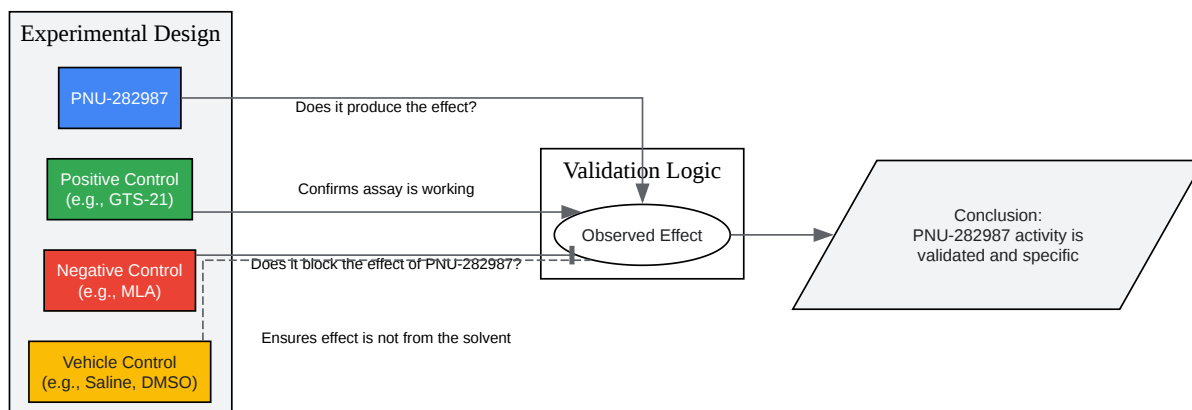 Experimental Design
PNU-282987
Does it produce the effect?
Positive Control
(e.g., GTS-21)
Confirms assay is working
Validation Logic
Observed Effect
Conclusion:
PNU-282987 activity is
validated and specific
Negative Control
(e.g., MLA)
Does it block the effect of PNU-282987?
Ensures effect is not from the solvent
Vehicle Control
(e.g., Saline, DMSO)